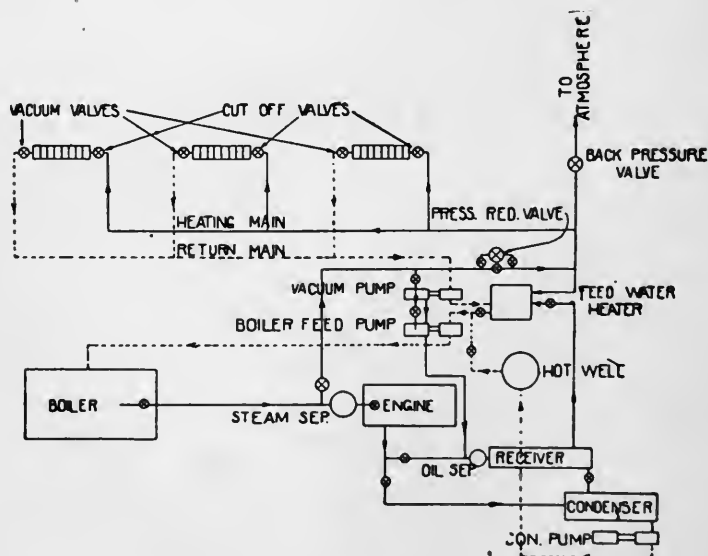 TO
ATMOSPHERE
VACUUM VALVES
CUT OFF
VALVES
BACK PRESSURE
VALVE
PRESS. RED. VALVE
HEATING MAIN
RETURN MAIN
VACUUM PUMP
FEED WATER
HEATER
BOILER FEED PUMP
HOT WELL
BOILER
STEAM SEP.
ENGINE
OIL SEP.
RECEIVER
CONDENSER
CON. PUMP